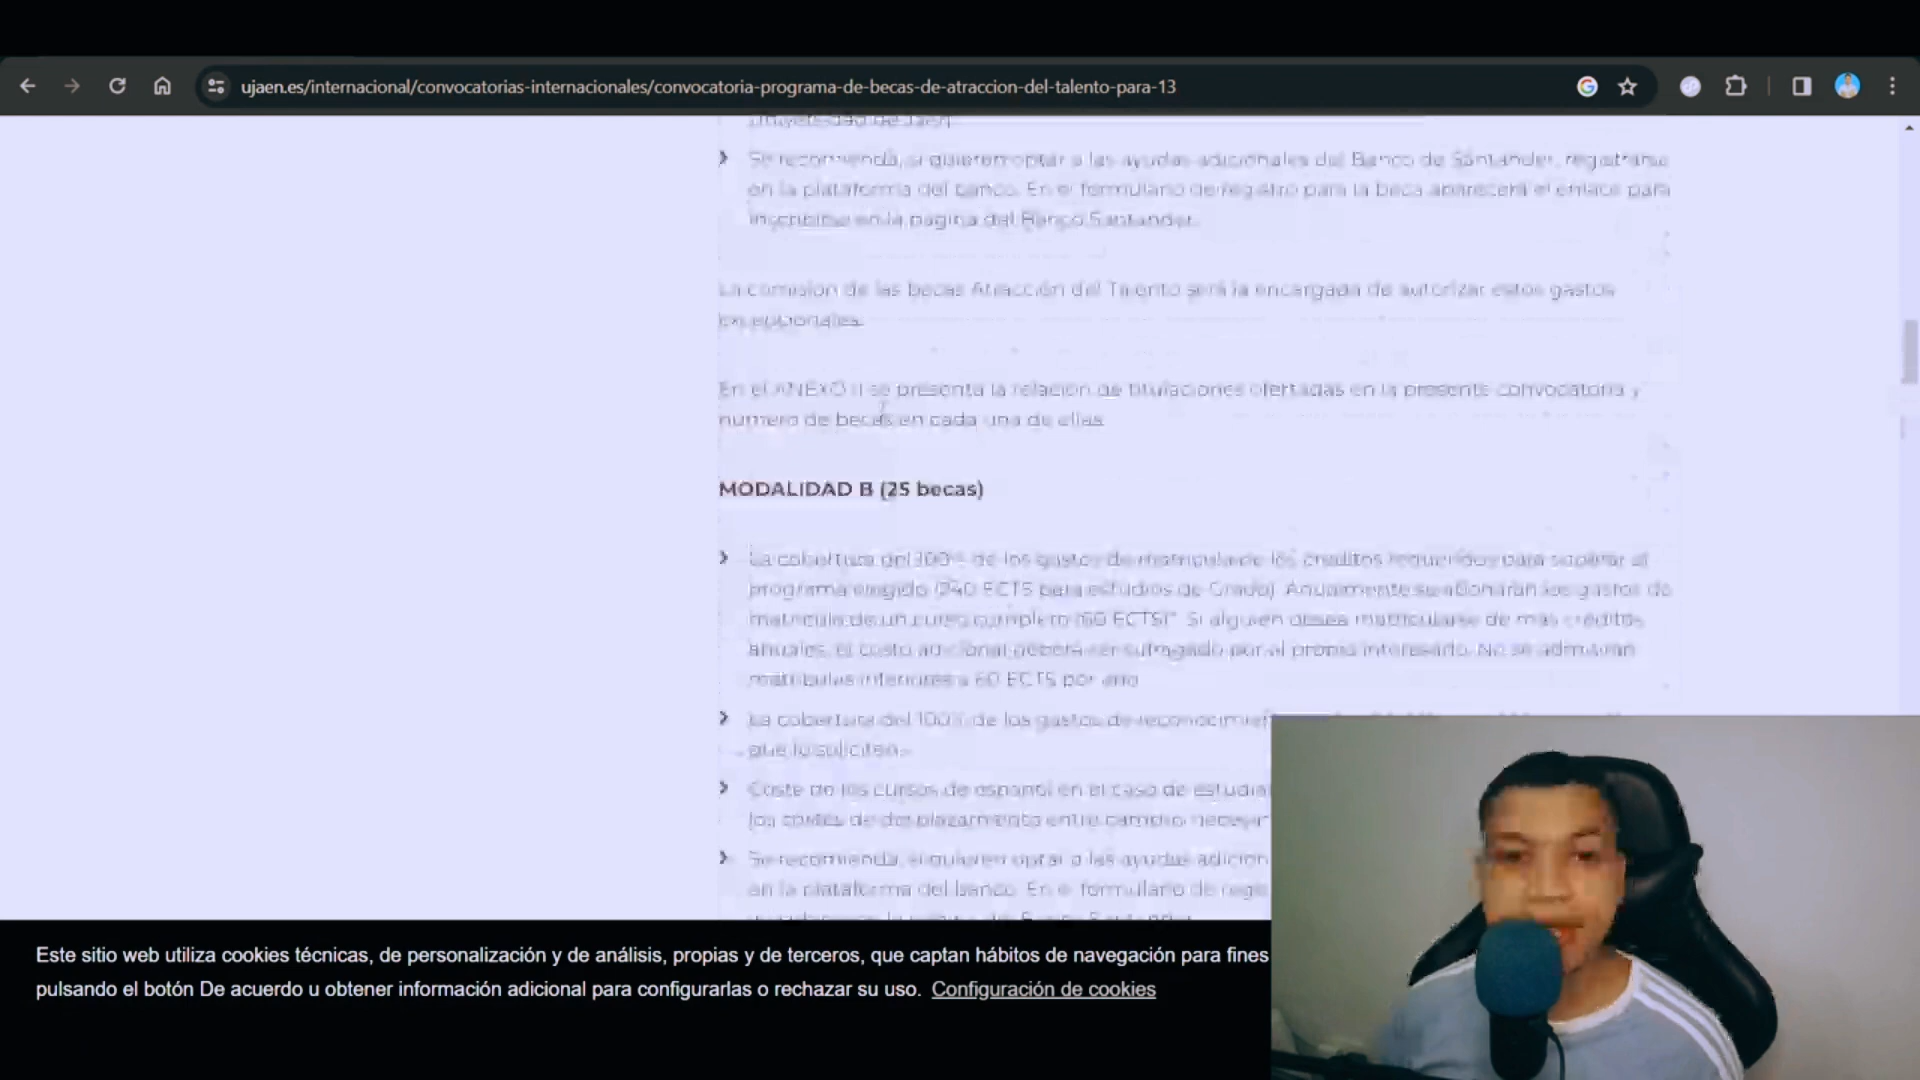 ujaen.es/internacional/convocatorias-internacionales/convocatoria-programa-de-becas-de-atraccion-del-talento-para-13
Universidad de Jaén
Se recomienda, si quieren optar a las ayudas adicionales del Banco de Santander, registrarse
en la plataforma del banco. En el formulario de registro para la beca aparecerá el enlace para
inscribirse en la página del Banco Santander.
La comisión de las becas Atracción del Talento será la encargada de autorizar estos gastos
excepcionales.
En el ANEXO II se presenta la relación de titulaciones ofertadas en la presente convocatoria y
número de becas en cada una de ellas.
MODALIDAD B (25 becas)
La cobertura del 100% de los gastos de matrícula de los créditos requeridos para superar el
programa elegido (240 ECTS para estudios de Grado). Anualmente se abonarán los gastos de
matrícula de un curso completo (60 ECTS)* Si alguien desea matricularse de más créditos
anuales, el costo adicional deberá ser sufragado por el propio interesado. No se admitirán
matrículas inferiores a 60 ECTS por año
La cobertura del 100% de los gastos de
que lo soliciten.
Coste de los cursos de español en el caso de
los costes de desplazamiento entre campus
Se recomienda, si quieren optar a las ayudas
en la plataforma del banco. En el formulario de
Este sitio web utiliza cookies técnicas, de personalización y de análisis, propias y de terceros, que captan hábitos de navegación para fines
pulsando el botón De acuerdo u obtener información adicional para configurarlas o rechazar su uso. Configuración de cookies